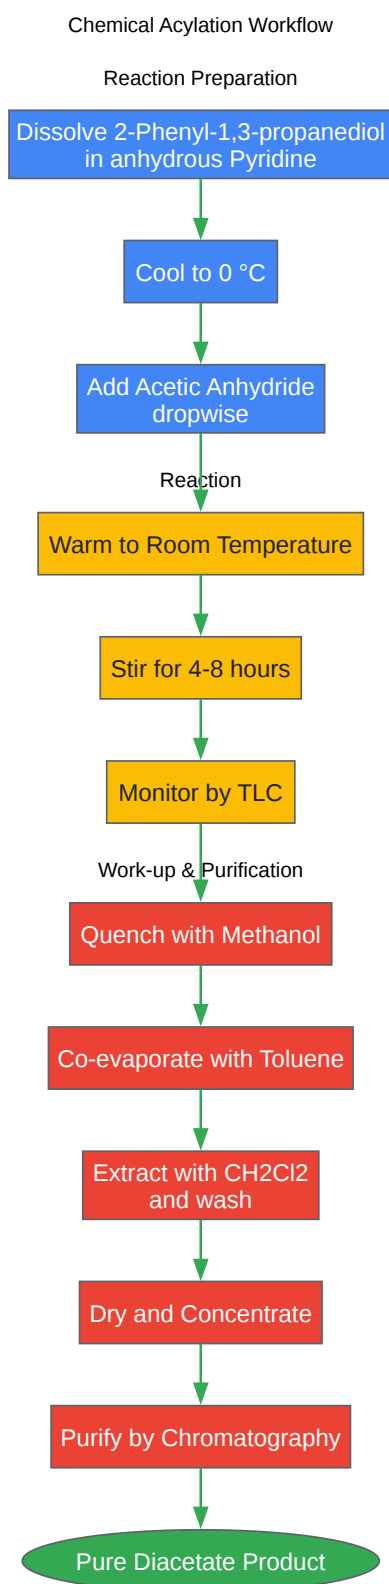 Chemical Acylation Workflow
Reaction Preparation
Dissolve 2-Phenyl-1,3-propanediol
in anhydrous Pyridine
Cool to 0 °C
Add Acetic Anhydride
dropwise
Reaction
Warm to Room Temperature
Stir for 4-8 hours
Monitor by TLC
Work-up & Purification
Quench with Methanol
Co-evaporate with Toluene
Extract with CH2Cl2
and wash
Dry and Concentrate
Purify by Chromatography
Pure Diacetate Product